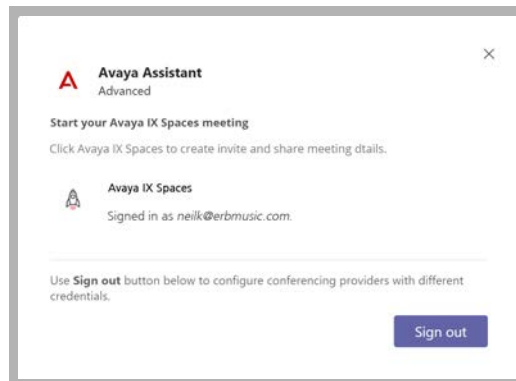 Avaya Assistant
Advanced
Start your Avaya IX Spaces meeting
Click Avaya IX Spaces to create invite and share meeting dtails.
Avaya IX Spaces
Signed in as neilk@erbmusic.com.
Use Sign out button below to configure conferencing providers with different
credentials.
Sign out